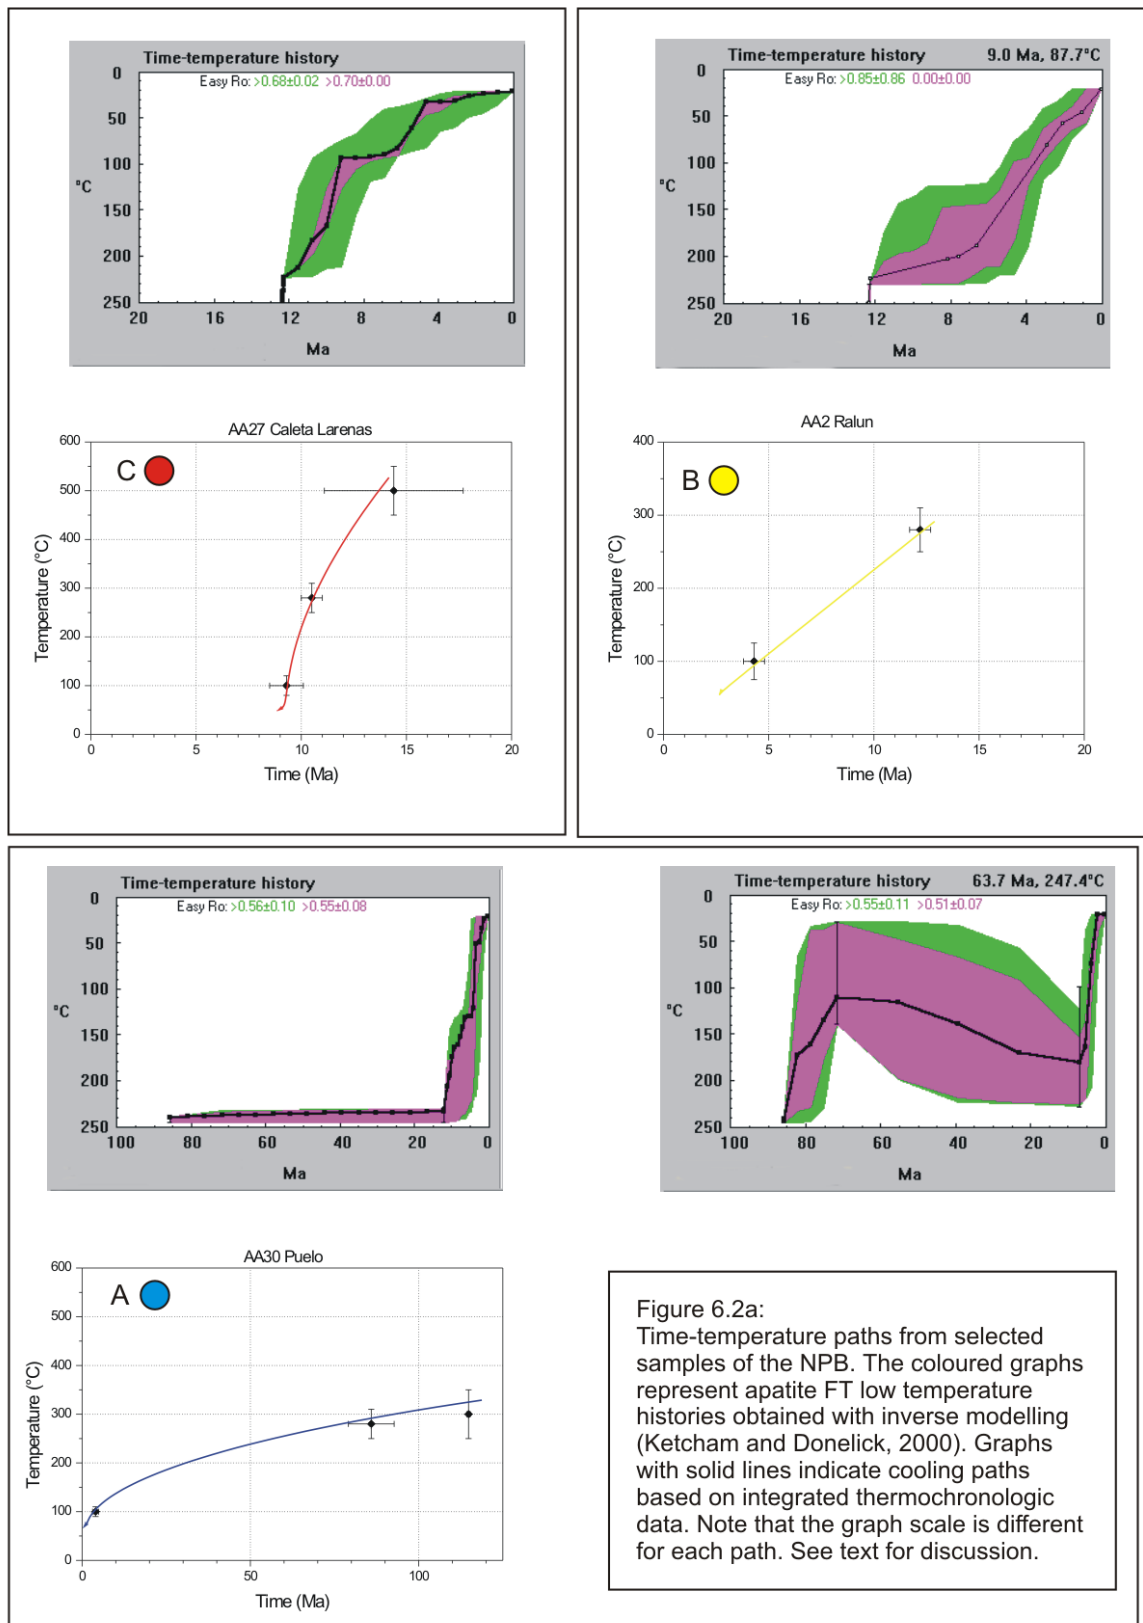 Time-temperature history
Easy Ro: >0.68±0.02 >0.70±0.00
0
50
100
°C
150
200
250
20 16 12 8 4 0
Ma
AA27 Caleta Larenas
C
600
500
400
300
200
100
0
Temperature (°C)
0 5 10 15 20
Time (Ma)
Time-temperature history 9.0 Ma, 87.7°C
Easy Ro: >0.85±0.86 0.00±0.00
0
50
100
150
°C
200
250
20 16 12 8 4 0
Ma
AA2 Ralun
B
400
300
200
100
0
Temperature (°C)
0 5 10 15 20
Time (Ma)
Time-temperature history
Easy Ro: >0.56±0.10 >0.55±0.08
0
50
100
°C
150
200
250
100 80 60 40 20 0
Ma
Time-temperature history 63.7 Ma, 247.4°C
Easy Ro: >0.55±0.11 >0.51±0.07
0
50
100
°C
150
200
250
100 80 60 40 20 0
Ma
AA30 Puelo
A
600
500
400
300
200
100
0
Temperature (°C)
0 50 100
Time (Ma)
Figure 6.2a:
Time-temperature paths from selected
samples of the NPB. The coloured graphs
represent apatite FT low temperature
histories obtained with inverse modelling
(Ketcham and Donelick, 2000). Graphs
with solid lines indicate cooling paths
based on integrated thermochronologic
data. Note that the graph scale is different
for each path. See text for discussion.